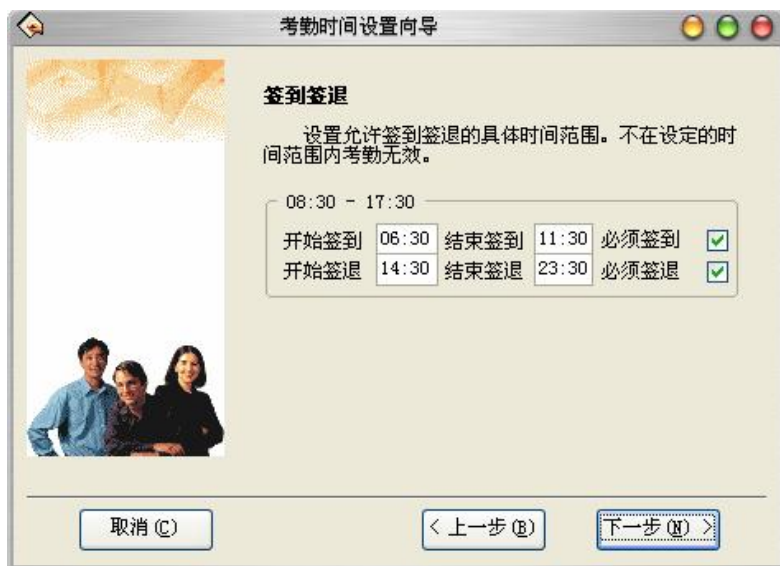 考勤时间设置向导
签到签退
设置允许签到签退的具体时间范围。不在设定的时
间范围内考勤无效。
08:30 - 17:30
开始签到 06:30 结束签到 11:30 必须签到
开始签退 14:30 结束签退 23:30 必须签退
取消(C) < 上一步(B) 下一步(N) >